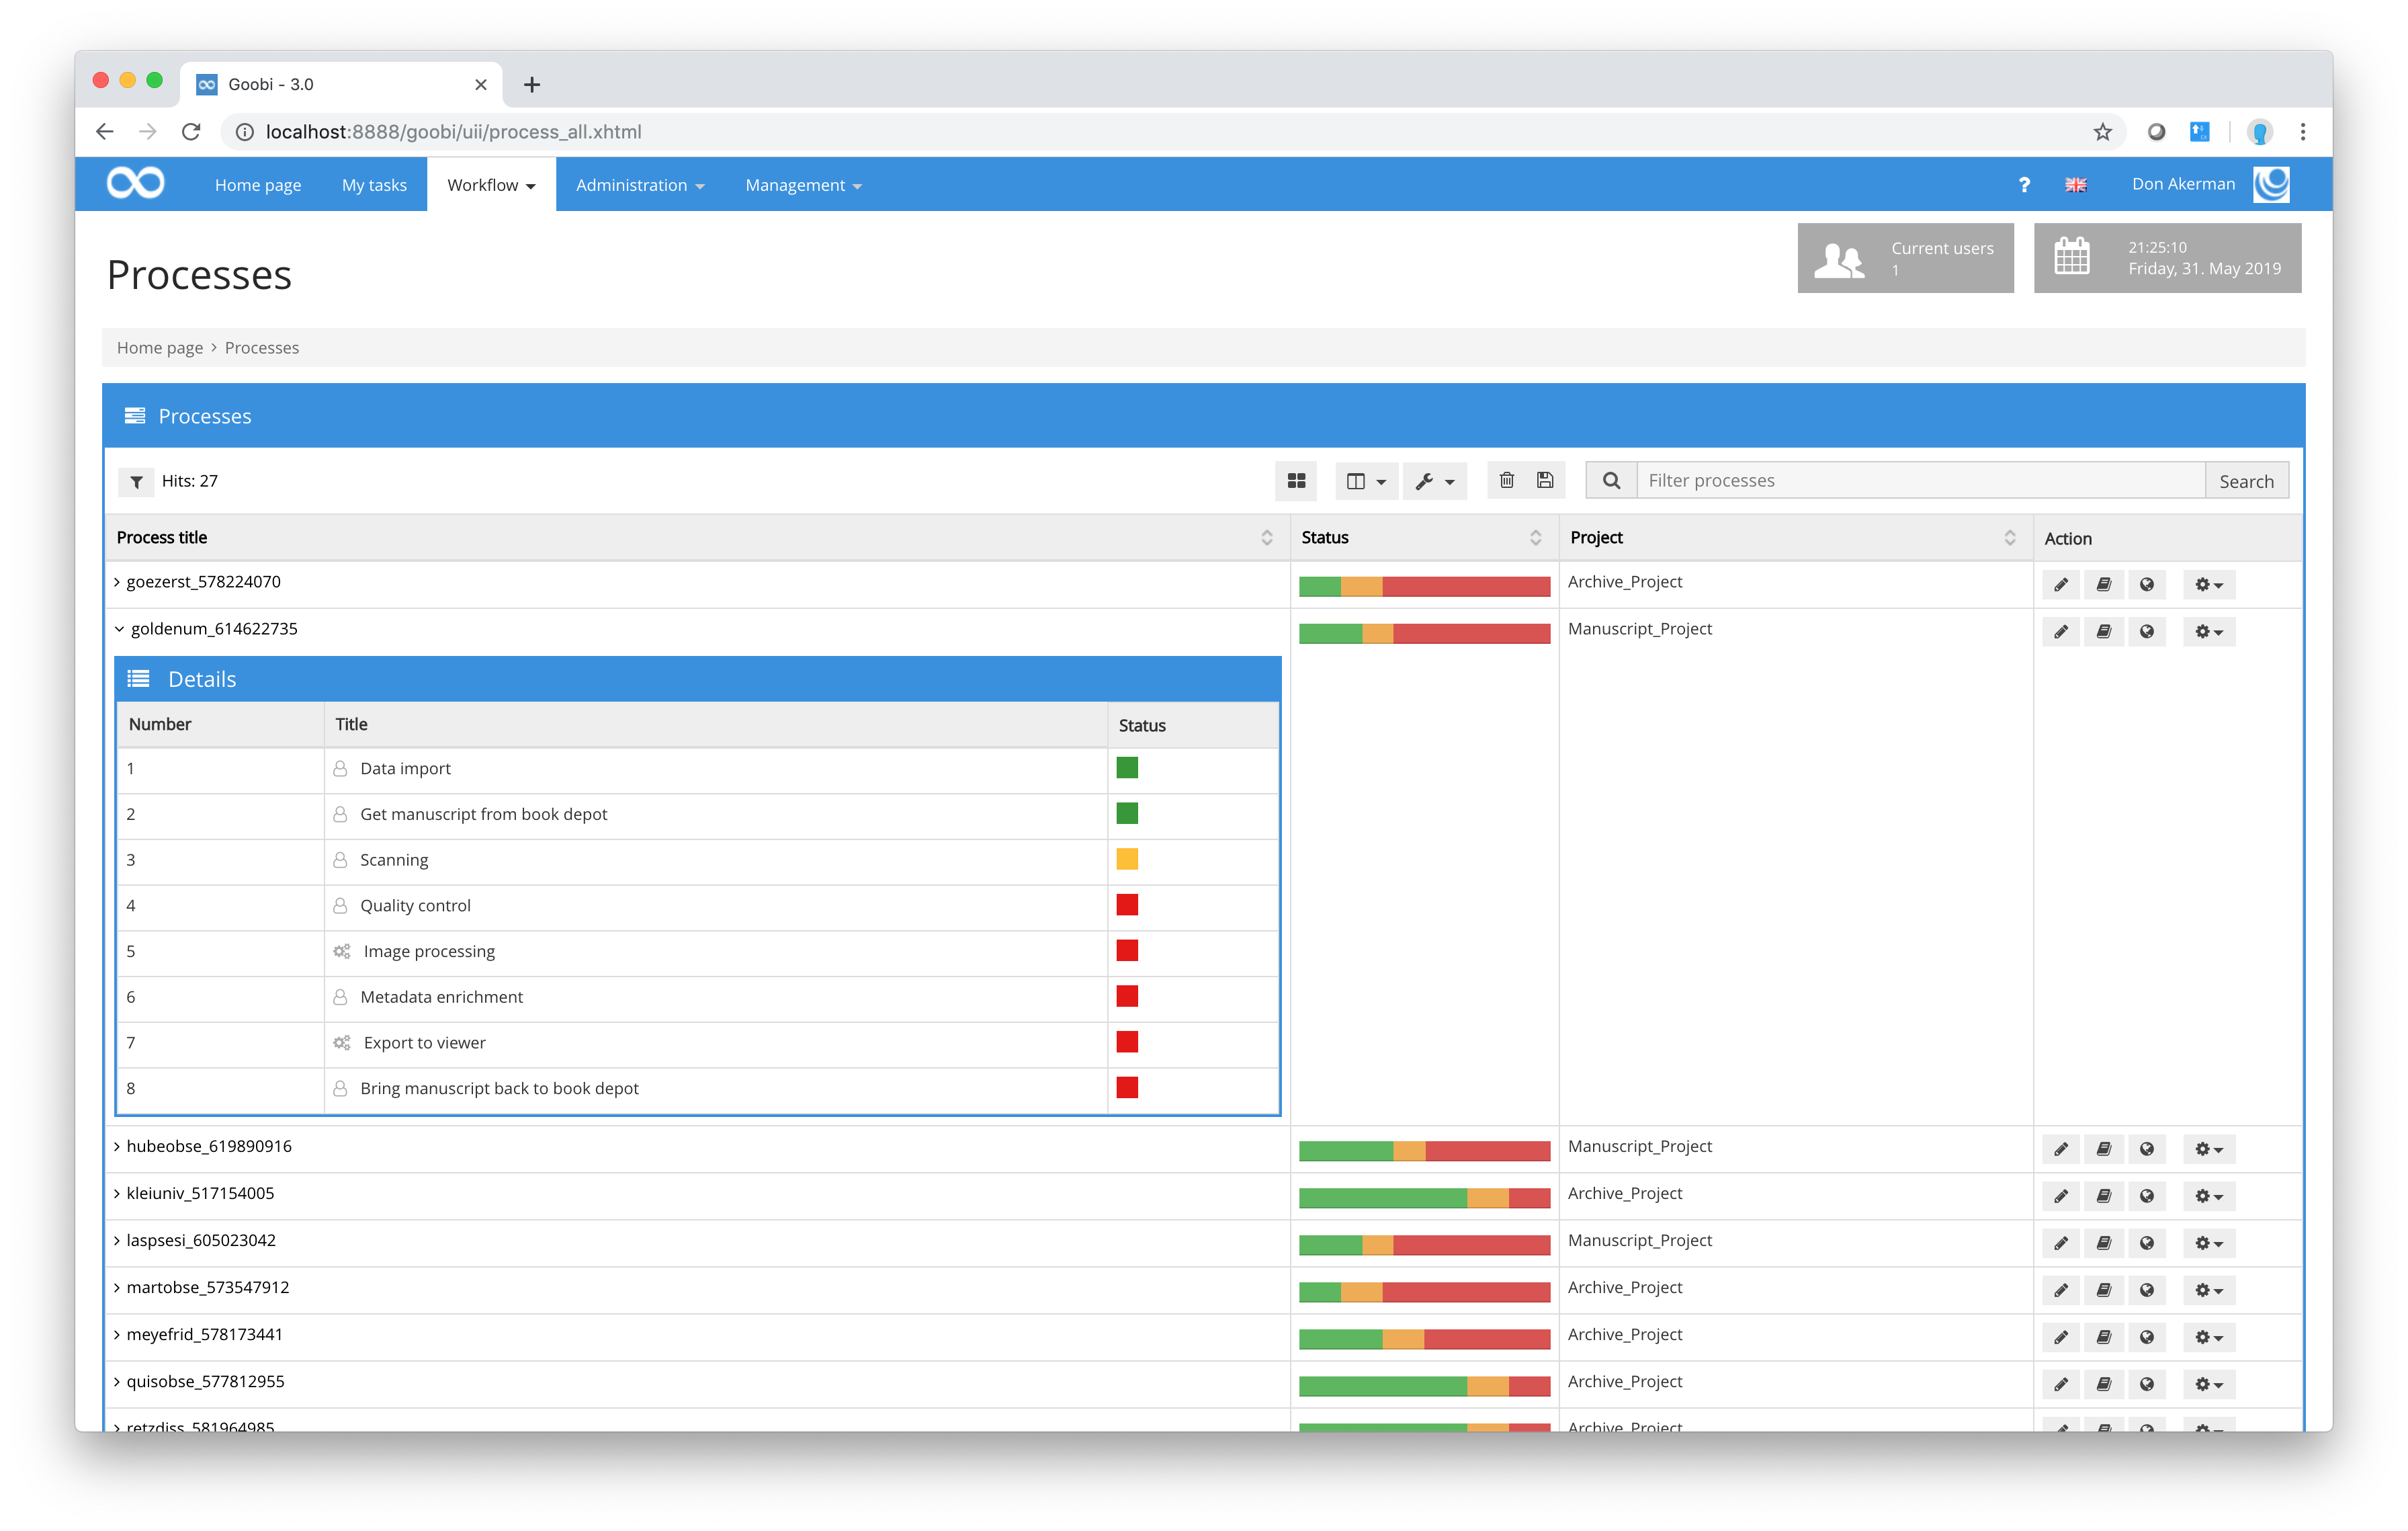 Goobi - 3.0
localhost:8888/goobi/uii/process_all.xhtml
Home page My tasks Workflow Administration Management ? Don Akerman
Processes
Current users
1
21:25:10
Friday, 31. May 2019
Home page > Processes
Processes
Hits: 27
Filter processes
Search
Process title Status Project Action
goezerst_578224070 Archive_Project
goldenum_614622735 Manuscript_Project
Details
Number Title Status
1 Data import
2 Get manuscript from book depot
3 Scanning
4 Quality control
5 Image processing
6 Metadata enrichment
7 Export to viewer
8 Bring manuscript back to book depot
hubeobse_619890916 Manuscript_Project
kleiuniv_517154005 Archive_Project
laspsesi_605023042 Manuscript_Project
martobse_573547912 Archive_Project
meyefrid_578173441 Archive_Project
quisobse_577812955 Archive_Project
retzdiss_581964985 Archive_Project